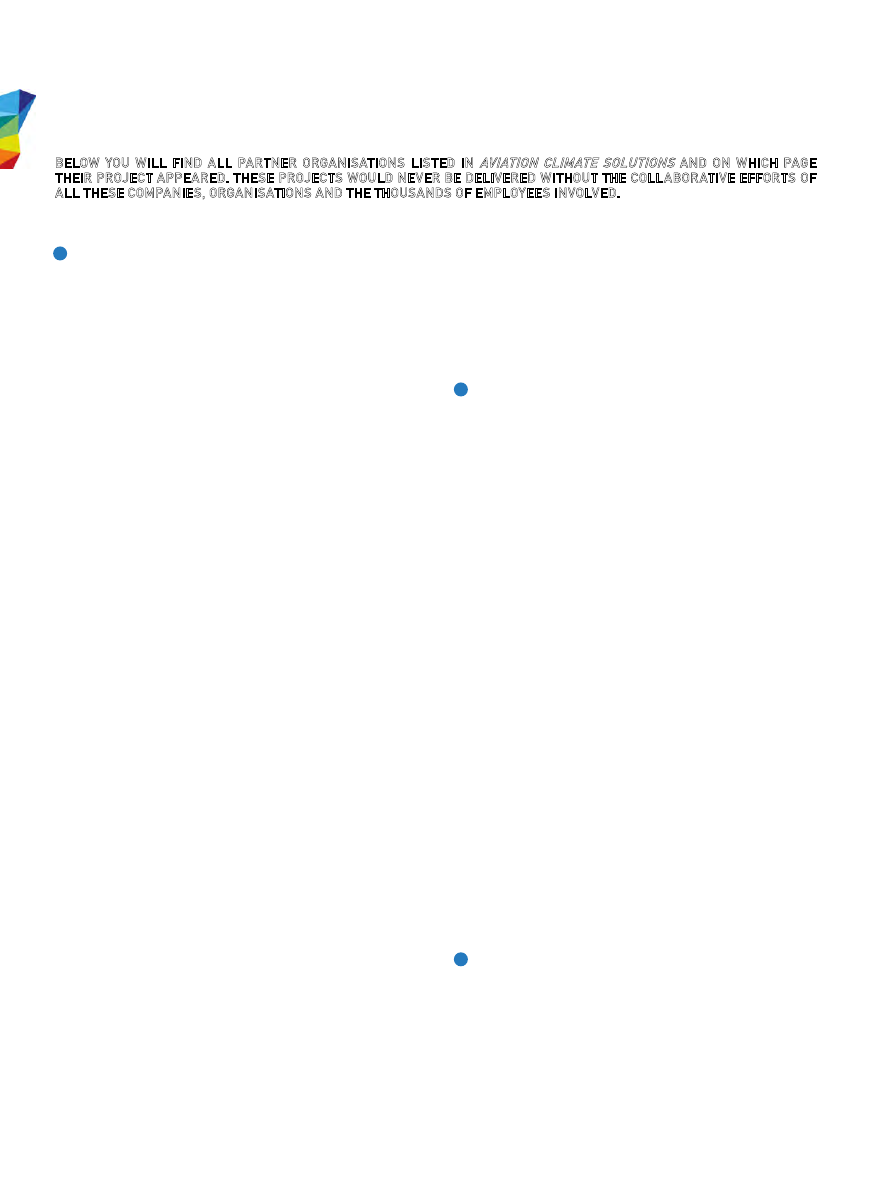 BELOW YOU WILL FIND ALL PARTNER ORGANISATIONS LISTED IN AVIATION CLIMATE SOLUTIONS AND ON WHICH PAGE
THEIR PROJECT APPEARED. THESE PROJECTS WOULD NEVER BE DELIVERED WITHOUT THE COLLABORATIVE EFFORTS OF
ALL THESE COMPANIES, ORGANISATIONS AND THE THOUSANDS OF EMPLOYEES INVOLVED.